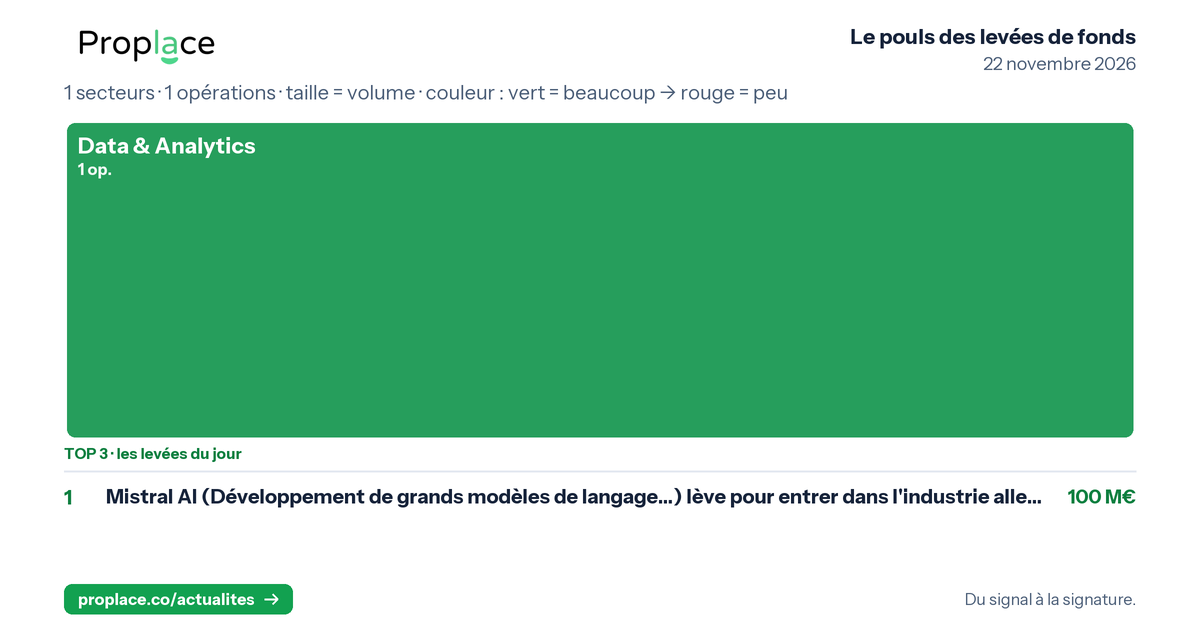 Proplace
Le pouls des levées de fonds
22 novembre 2026
1 secteurs · 1 opérations · taille = volume · couleur : vert = beaucoup → rouge = peu
Data & Analytics
1 op.
TOP 3 · les levées du jour
1 Mistral AI (Développement de grands modèles de langage...) lève pour entrer dans l'industrie alle... 100 M€
proplace.co/actualites →
Du signal à la signature.